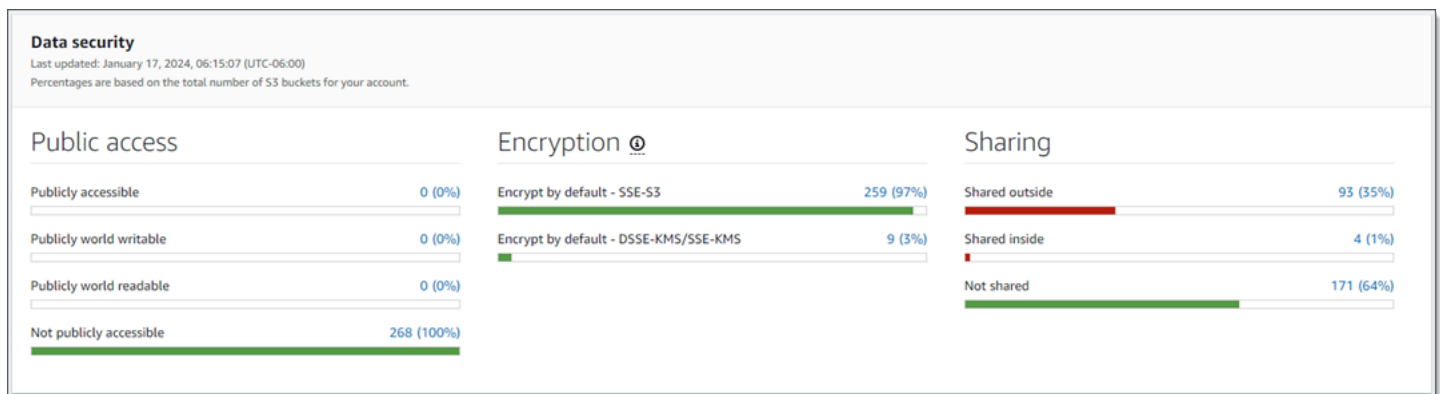 Data security
Last updated: January 17, 2024, 06:15:07 (UTC-06:00)
Percentages are based on the total number of S3 buckets for your account.
Public access
Publicly accessible 0 (0%)
Publicly world writable 0 (0%)
Publicly world readable 0 (0%)
Not publicly accessible 268 (100%)
Encryption
Encrypt by default - SSE-S3 259 (97%)
Encrypt by default - DSSE-KMS/SSE-KMS 9 (3%)
Sharing
Shared outside 93 (35%)
Shared inside 4 (1%)
Not shared 171 (64%)